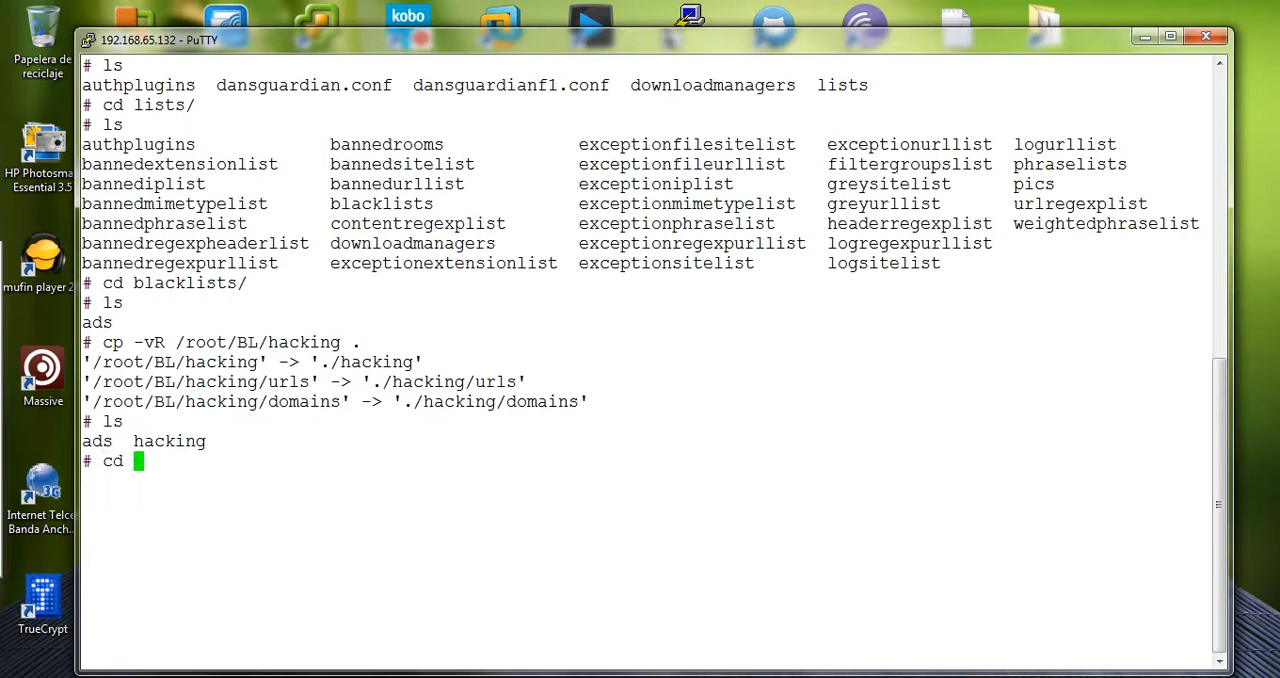 kobo
Papelera de
reciclaje
192.168.65.132 - PuTTY
# ls
authplugins  dansguardian.conf  dansguardianf1.conf  downloadmanagers  lists
# cd lists/
# ls
authplugins bannedrooms exceptionfilesitelist exceptionurllist logurllist
bannedextensionlist bannedsitelist exceptionfileurllist filtergroupslist phraselists
bannediplist bannedurllist exceptioniplist greysitelist pics
bannedmimetypelist blacklists exceptionmimetypelist greyurllist urlregexplist
bannedphraselist contentregexplist exceptionphraselist headerregexplist weightedphraselist
bannedregexpheaderlist downloadmanagers exceptionregexpurllist logregexpurllist
bannedregexpurllist exceptionextensionlist exceptionsitelist logsitelist
# cd blacklists/
# ls
ads
# cp -vR /root/BL/hacking .
'/root/BL/hacking' -> './hacking'
'/root/BL/hacking/urls' -> './hacking/urls'
'/root/BL/hacking/domains' -> './hacking/domains'
# ls
ads  hacking
# cd
HP Photosma
Essential 3.5
mufin player 2
Massive
Internet Telce
Banda Anch...
TrueCrypt